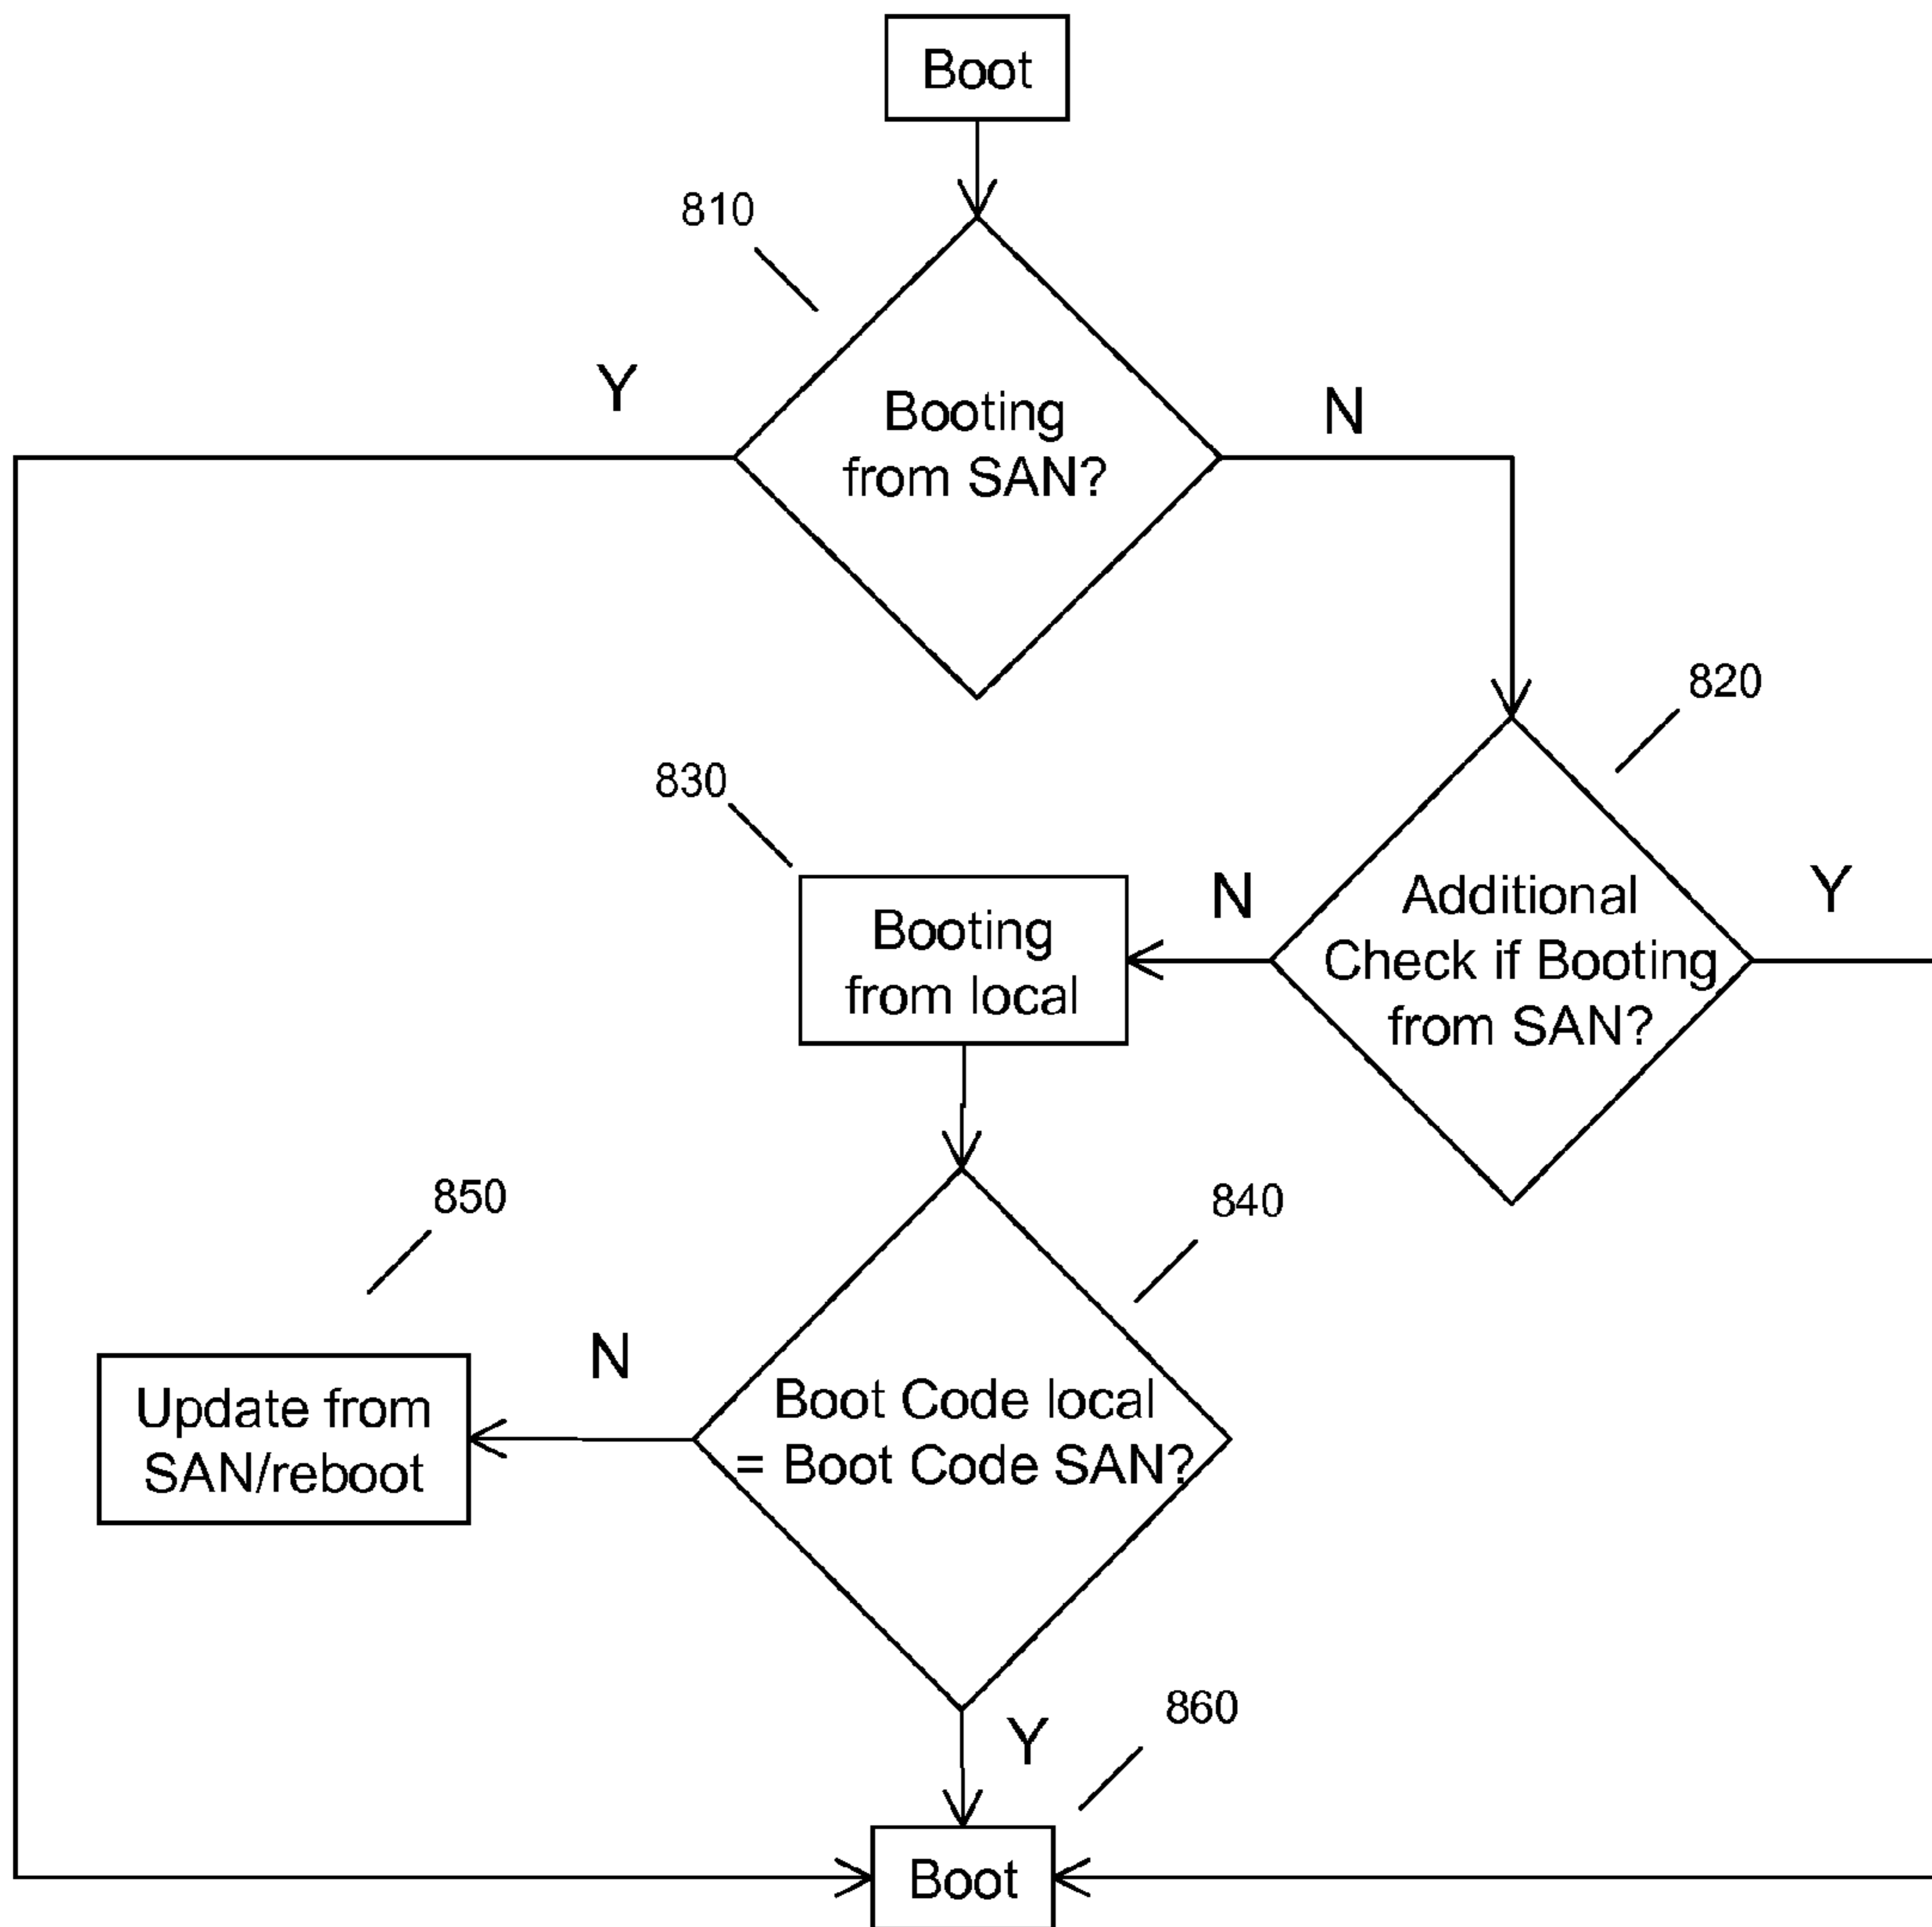 Boot
810
Y
N
Booting
from SAN?
820
830
Booting
from local
N
Additional
Check if Booting
from SAN?
Y
850
840
N
Update from
SAN/reboot
Boot Code local
= Boot Code SAN?
Y
860
Boot